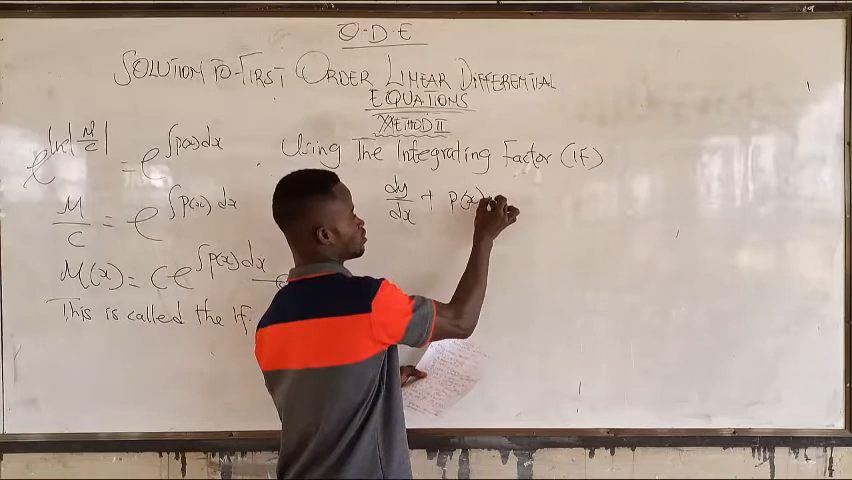 O.D.E
SOLUTION TO FIRST ORDER LINEAR DIFFERENTIAL
EQUATIONS
METHOD II
Using The Integrating Factor (IF)
e^{ln|M/C|} = e^{∫P(x)dx}
M/C = e^{∫P(x)dx}
M(x) = Ce^{∫P(x)dx}
This is called the If.
dy/dx + P(x)